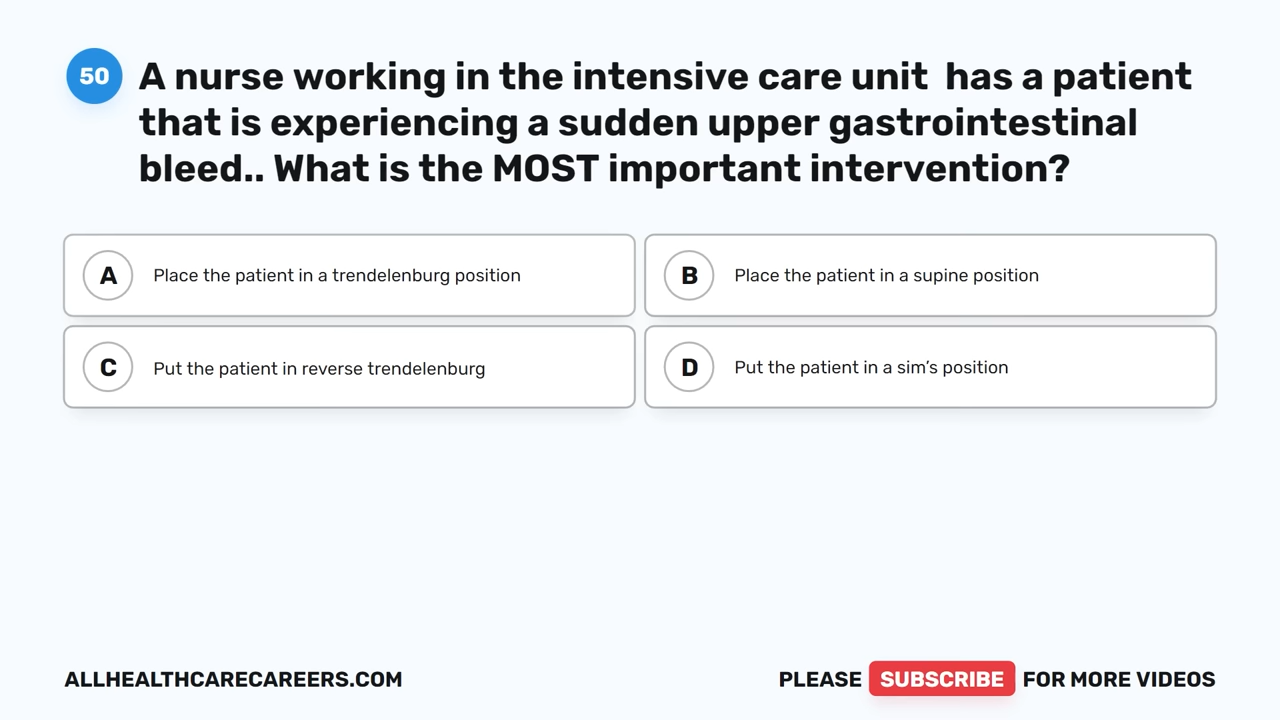 50
A nurse working in the intensive care unit  has a patient
that is experiencing a sudden upper gastrointestinal
bleed.. What is the MOST important intervention?
A Place the patient in a trendelenburg position
B Place the patient in a supine position
C Put the patient in reverse trendelenburg
D Put the patient in a sim’s position
ALLHEALTHCARECAREERS.COM
PLEASE SUBSCRIBE FOR MORE VIDEOS